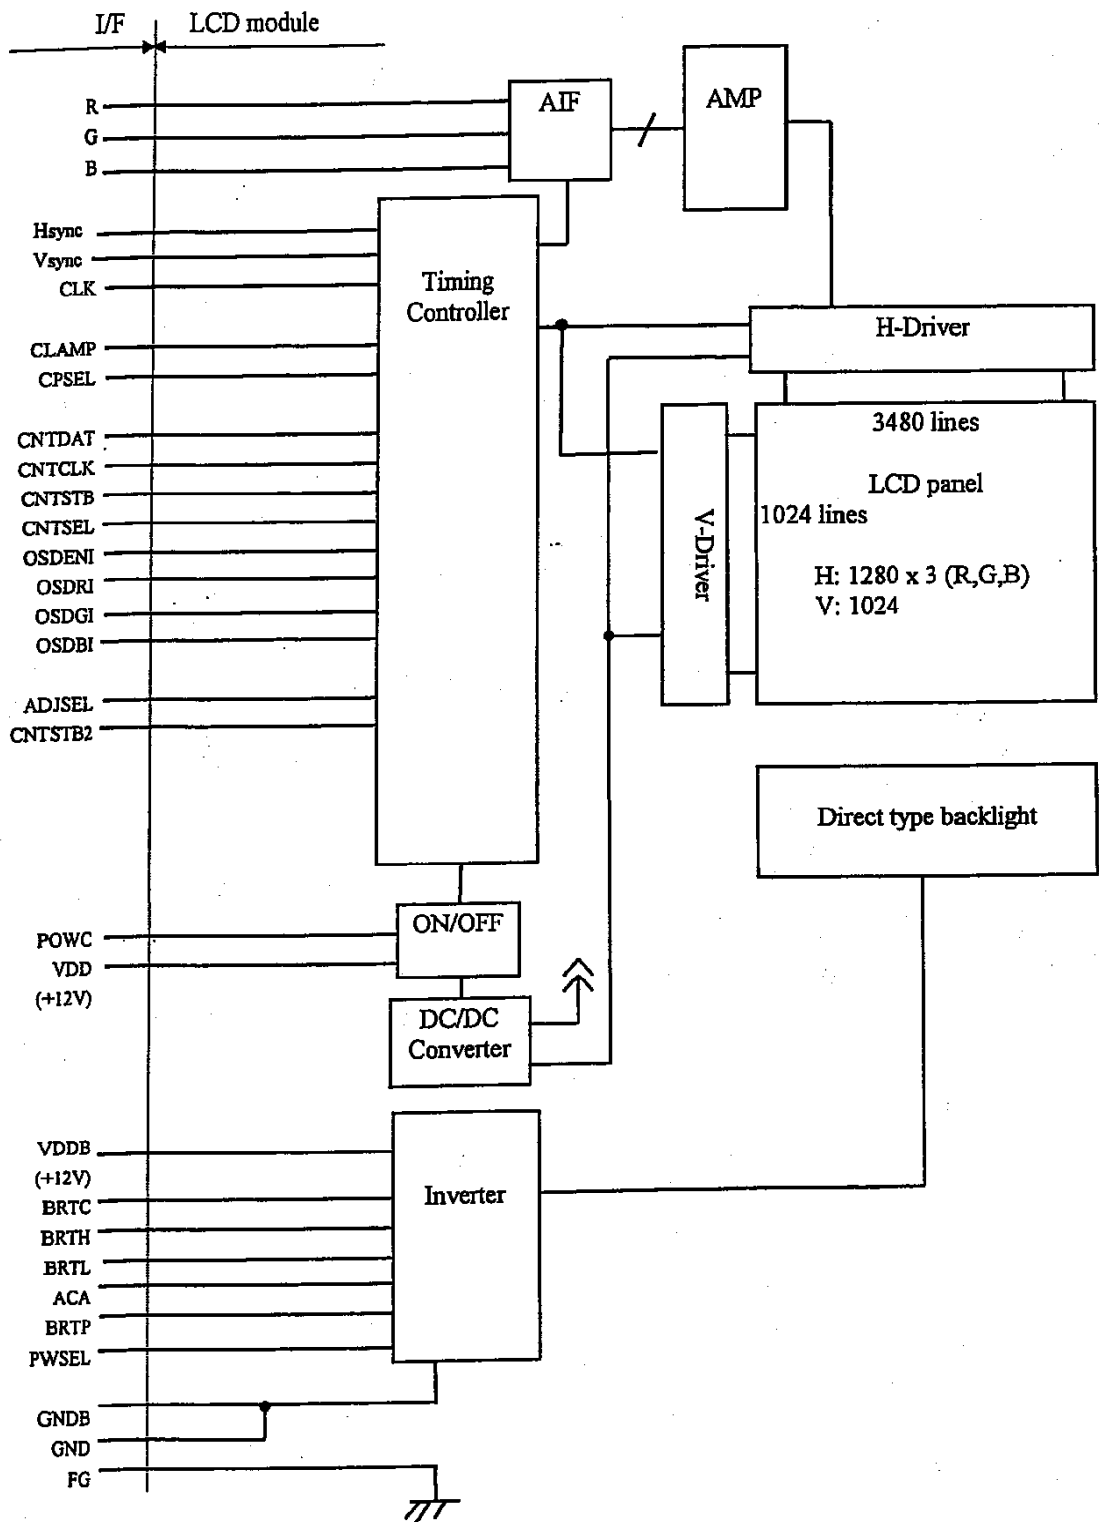 I/F
LCD module
R
G
B
AIF
AMP
Hsync
Vsync
CLK
CLAMP
CPSEL
Timing
Controller
H-Driver
CNTDAT
CNTCLK
CNTSTB
CNTSEL
OSDENI
OSDRI
OSDGI
OSDBI
ADJSEL
CNTSTB2
V-Driver
3480 lines
LCD panel
1024 lines
H: 1280 x 3 (R,G,B)
V: 1024
Direct type backlight
POWC
VDD
(+12V)
ON/OFF
DC/DC
Converter
VDDB
(+12V)
BRTC
BRTH
BRTL
ACA
BRTP
PWSEL
Inverter
GNDB
GND
FG